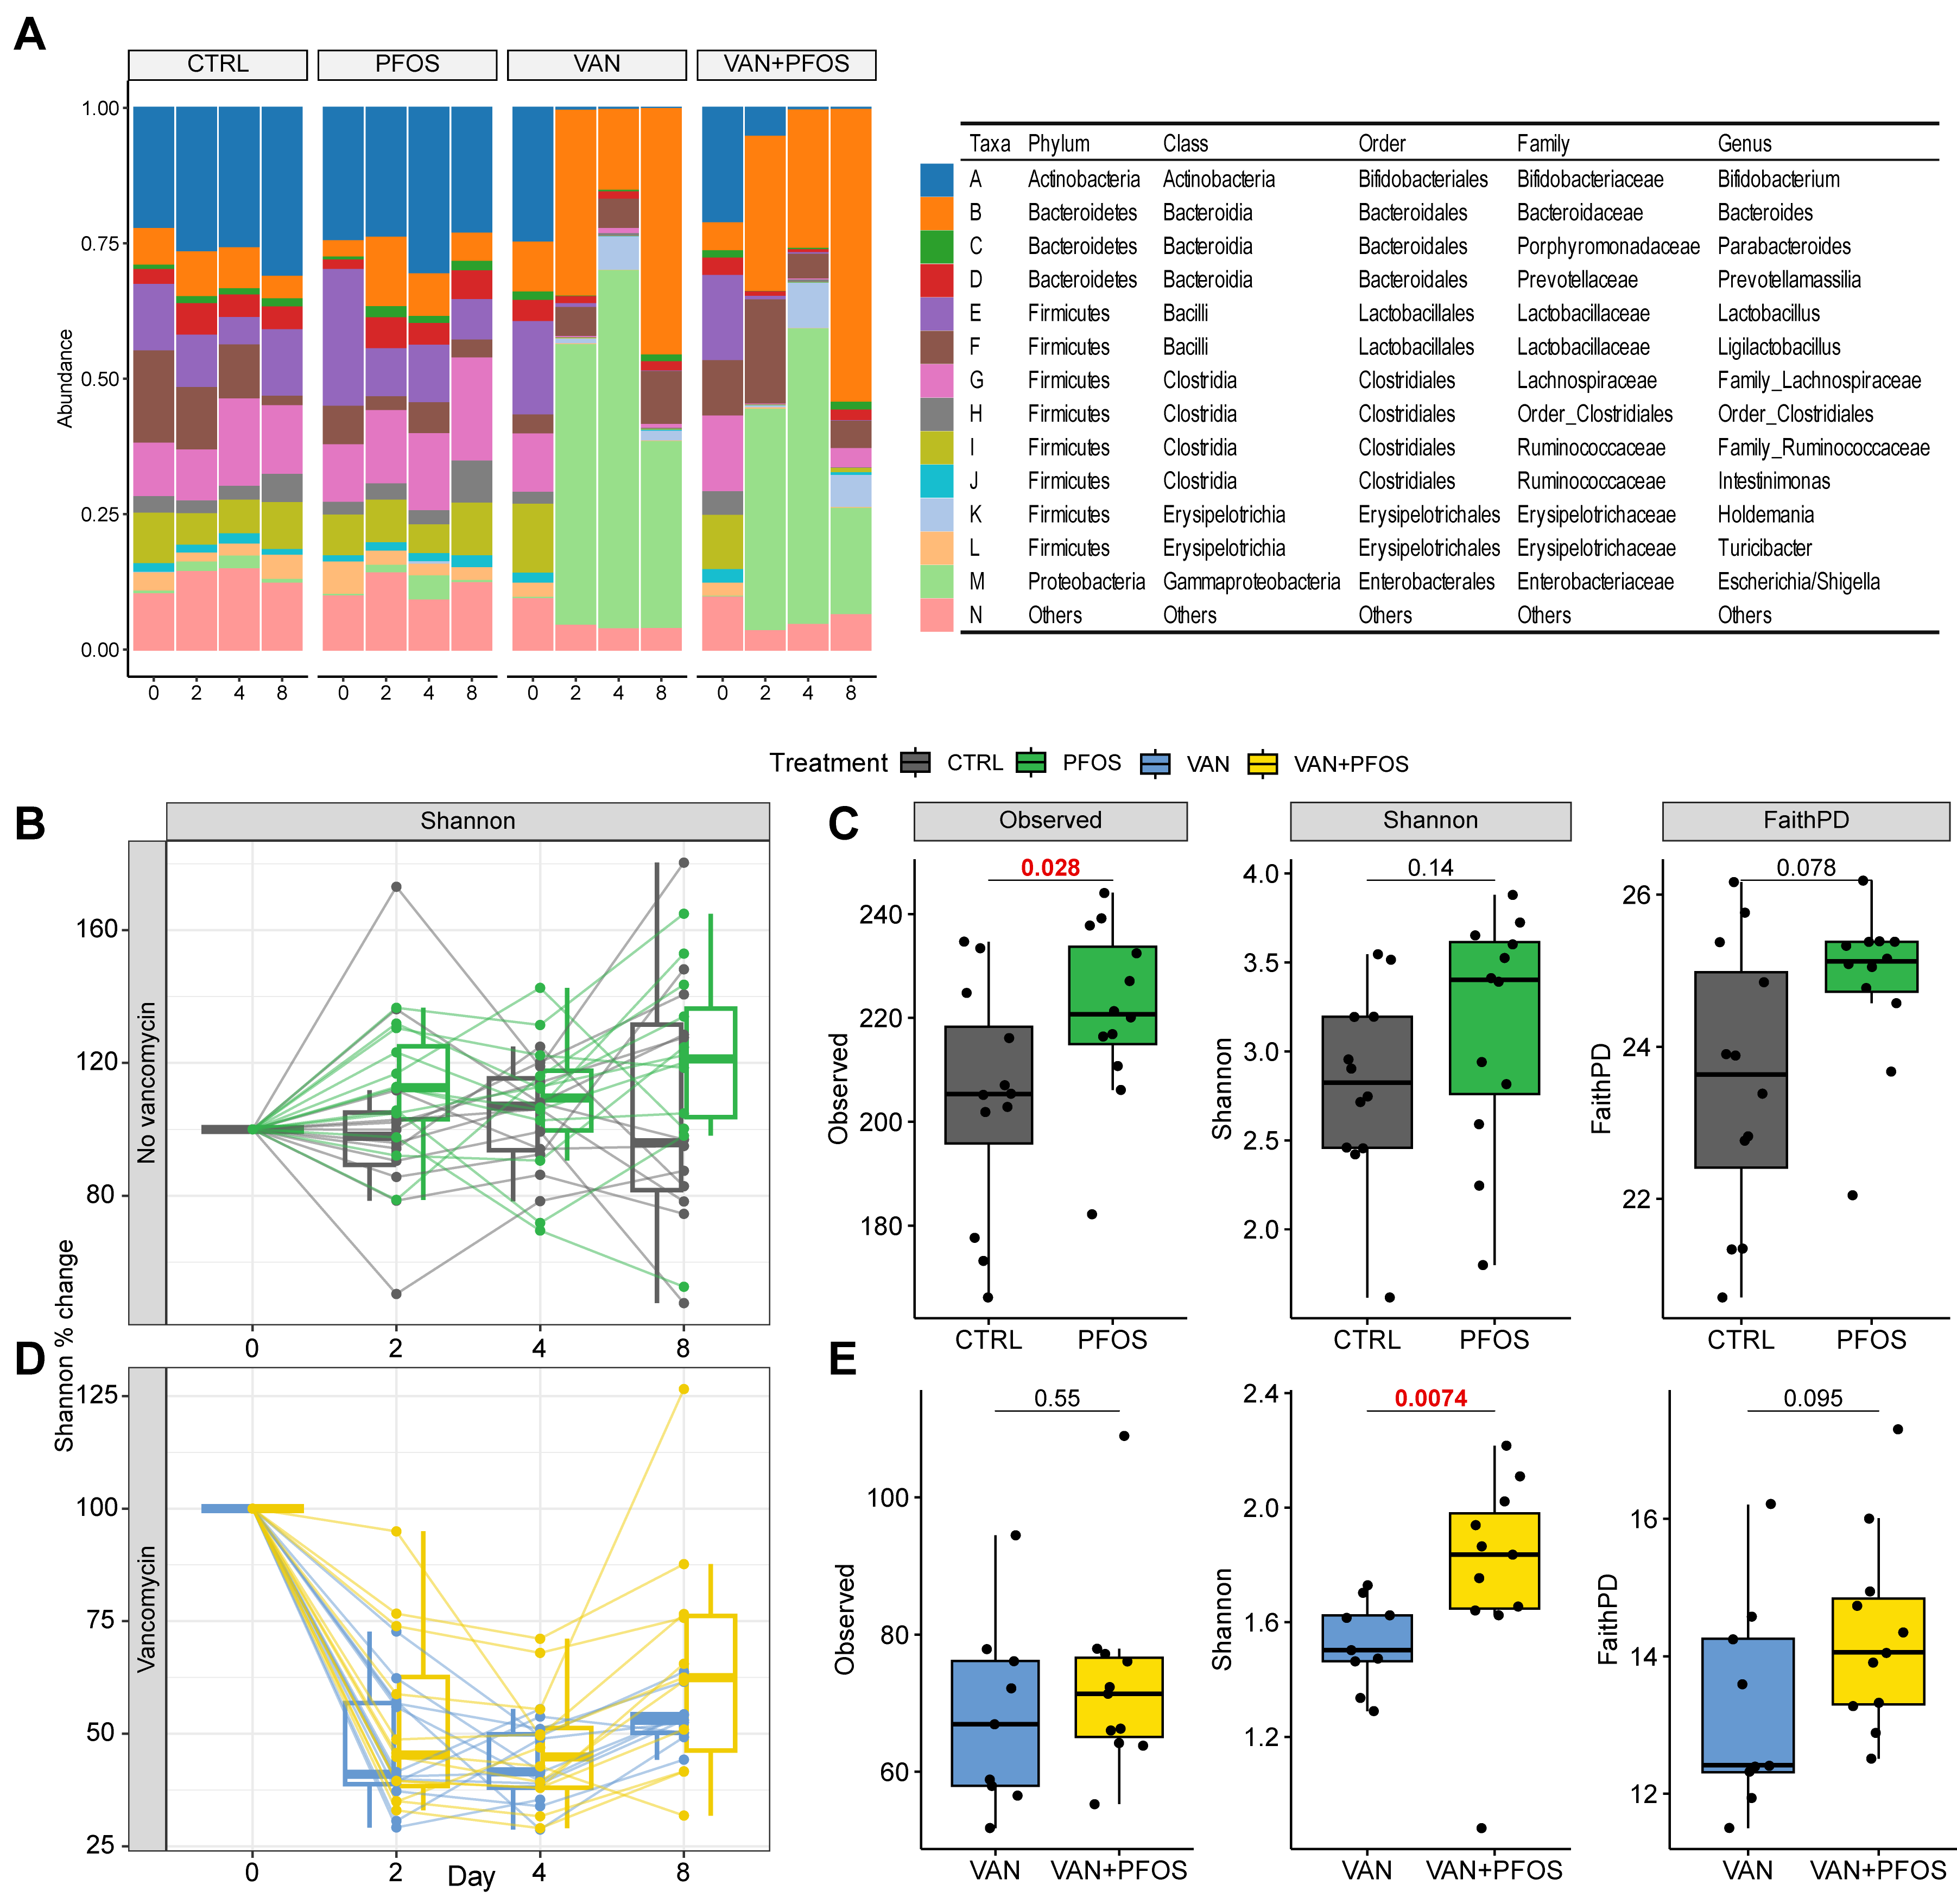 A
CTRL PFOS VAN VAN+PFOS
Abundance
1.00
0.75
0.50
0.25
0.00
0 2 4 8 0 2 4 8 0 2 4 8 0 2 4 8
Taxa Phylum Class Order Family Genus
A Actinobacteria Actinobacteria Bifidobacteriales Bifidobacteriaceae Bifidobacterium
B Bacteroidetes Bacteroidia Bacteroidales Bacteroidaceae Bacteroides
C Bacteroidetes Bacteroidia Bacteroidales Porphyromonadaceae Parabacteroides
D Bacteroidetes Bacteroidia Bacteroidales Prevotellaceae Prevotellamassilia
E Firmicutes Bacilli Lactobacillales Lactobacillaceae Lactobacillus
F Firmicutes Bacilli Lactobacillales Lactobacillaceae Ligilactobacillus
G Firmicutes Clostridia Clostridiales Lachnospiraceae Family_Lachnospiraceae
H Firmicutes Clostridia Clostridiales Order_Clostridiales Order_Clostridiales
I Firmicutes Clostridia Clostridiales Ruminococcaceae Family_Ruminococcaceae
J Firmicutes Clostridia Clostridiales Ruminococcaceae Intestinimonas
K Firmicutes Erysipelotrichia Erysipelotrichales Erysipelotrichaceae Holdemania
L Firmicutes Erysipelotrichia Erysipelotrichales Erysipelotrichaceae Turicibacter
M Proteobacteria Gammaproteobacteria Enterobacterales Enterobacteriaceae Escherichia/Shigella
N Others Others Others Others Others
Treatment CTRL PFOS VAN VAN+PFOS
B
Shannon
No vancomycin
160
120
80
0 2 4 8
Shannon % change
C
Observed
Observed
0.028
240
220
200
180
CTRL PFOS
Shannon
Shannon
0.14
4.0
3.5
3.0
2.5
2.0
CTRL PFOS
FaithPD
FaithPD
0.078
26
24
22
CTRL PFOS
D
Vancomycin
125
100
75
50
25
0 2 4 8
Day
E
Observed
0.55
100
80
60
VAN VAN+PFOS
Shannon
0.0074
2.4
2.0
1.6
1.2
VAN VAN+PFOS
FaithPD
0.095
16
14
12
VAN VAN+PFOS